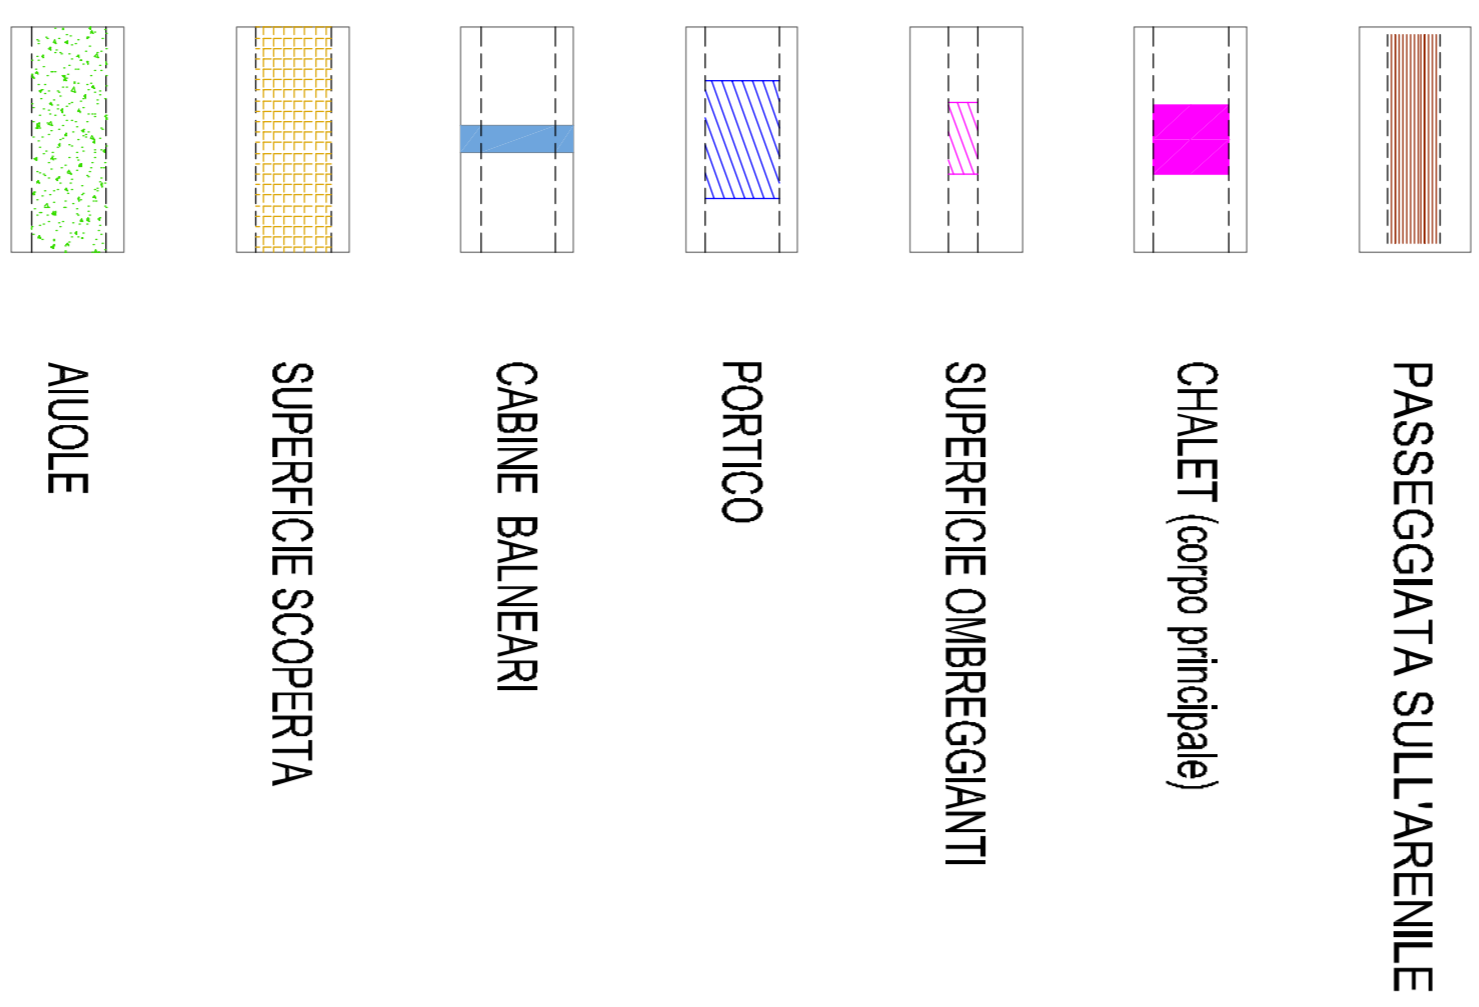 PASSEGGIATA SULL'ARENILE
CHALET (corpo principale)
SUPERFICIE OMBREGGIANTI
PORTICO
CABINE BALNEARI
SUPERFICIE SCOPERTA
AIUOLE